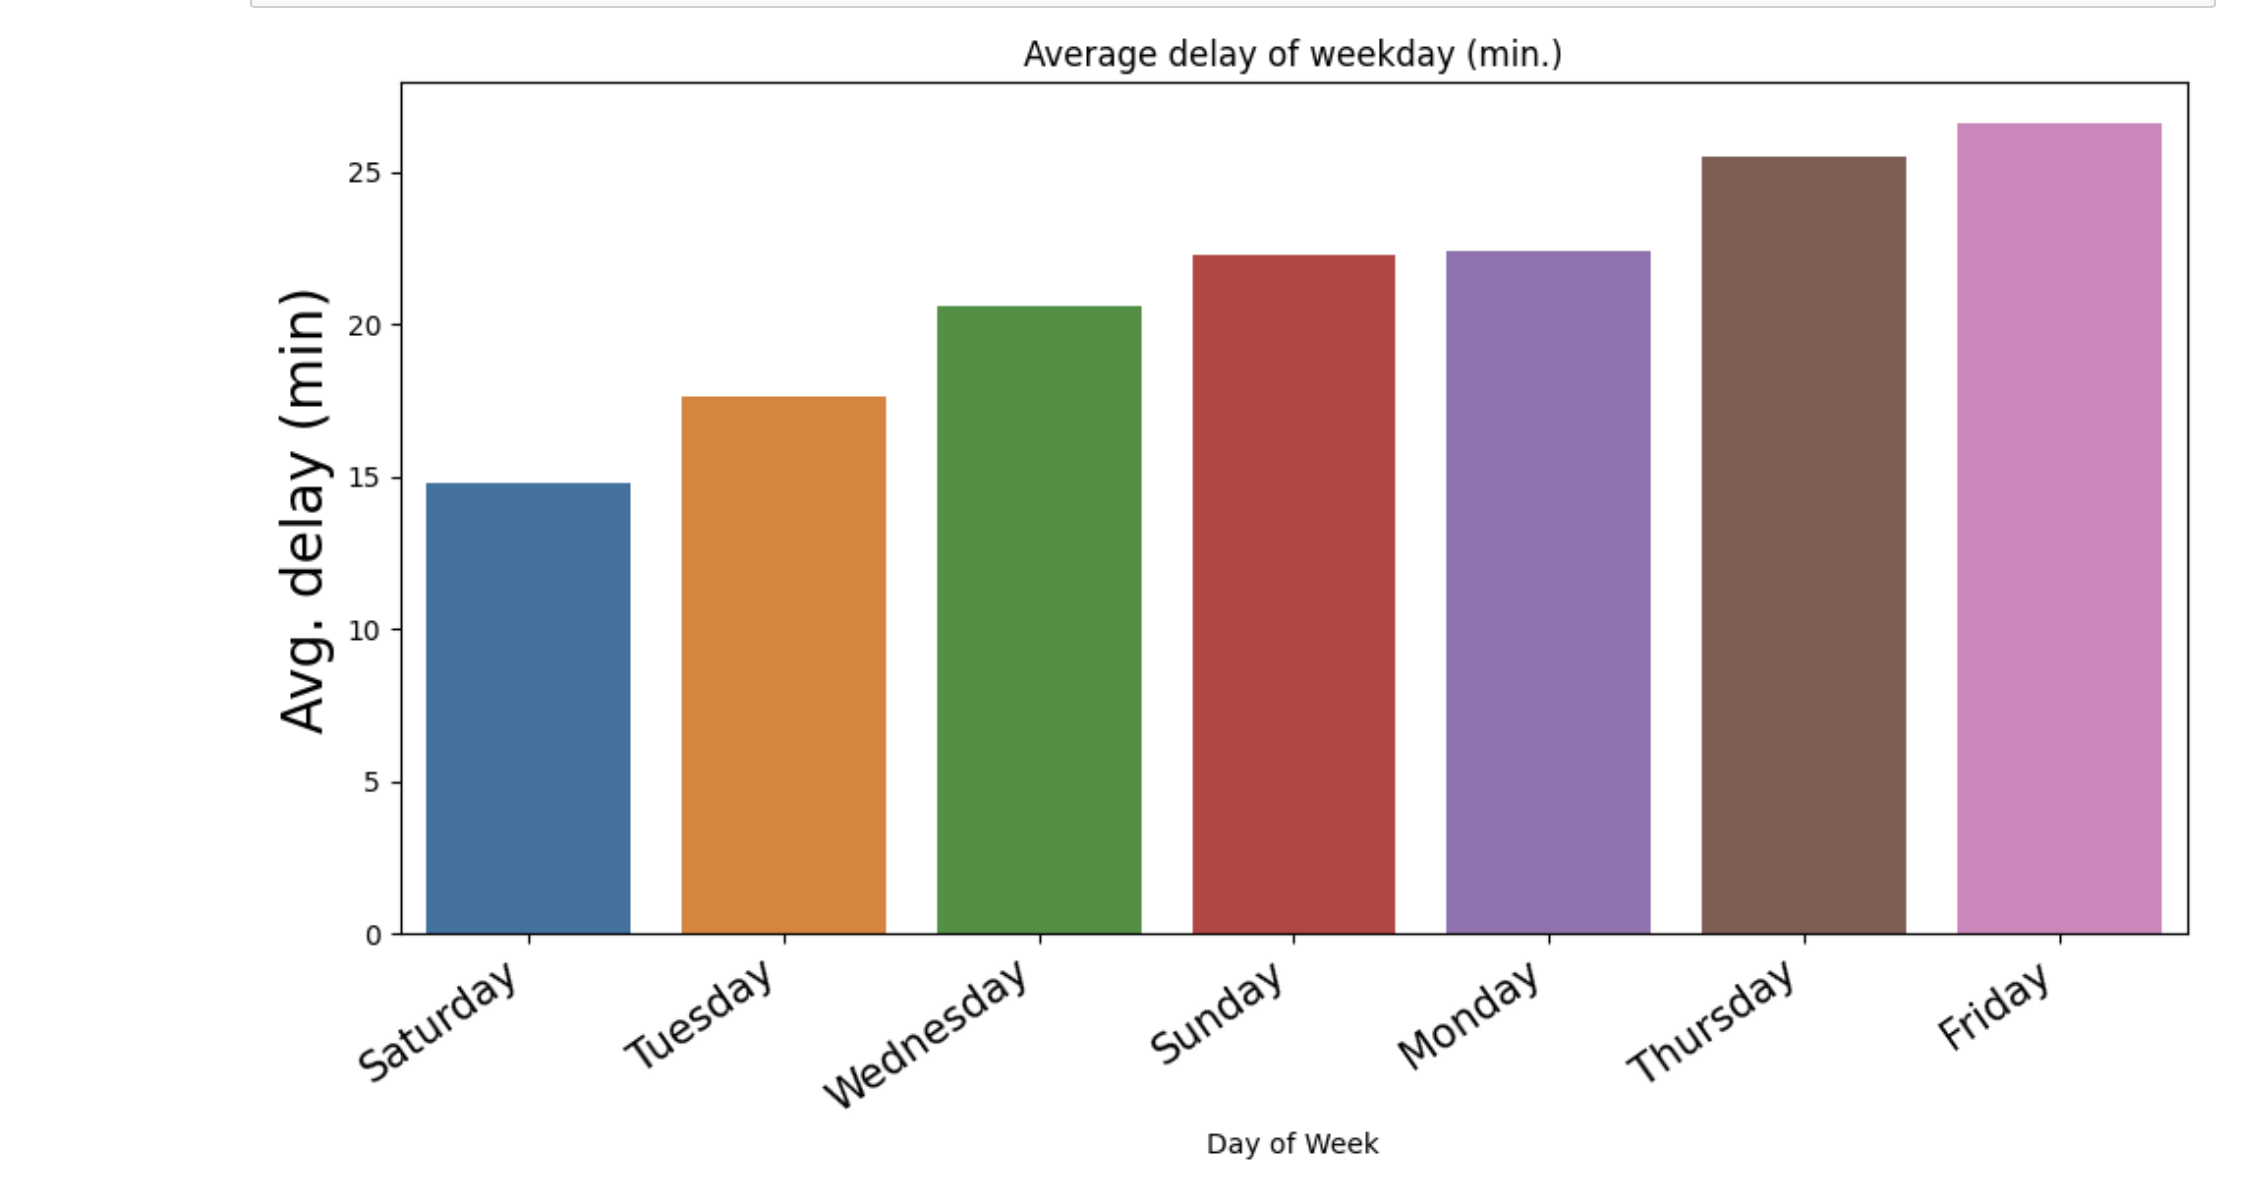 Average delay of weekday (min.)
Avg. delay (min)
25
20
15
10
5
0
Saturday
Tuesday
Wednesday
Sunday
Monday
Thursday
Friday
Day of Week